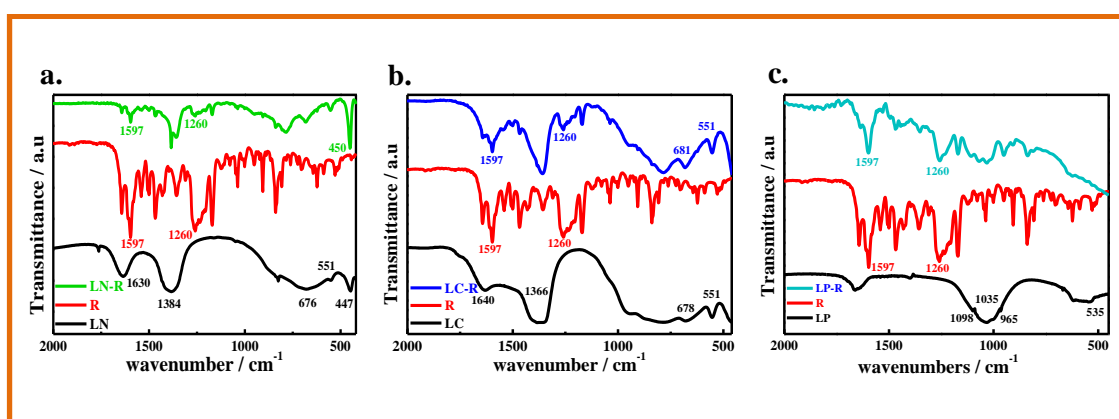 a.
Transmittance / a.u
1597
1260
450
1597
1260
1630
1384
551
676
447
LN-R
R
LN
2000
1500
1000
500
wavenumber / cm-1
b.
Transmittance / a.u
1597
1260
681
551
1597
1260
1640
1366
678
551
LC-R
R
LC
2000
1500
1000
500
wavenumber / cm-1
c.
Transmittance / a.u
1597
1260
1597
1260
1098
1035
965
535
LP-R
R
LP
2000
1500
1000
500
wavenumbers / cm-1